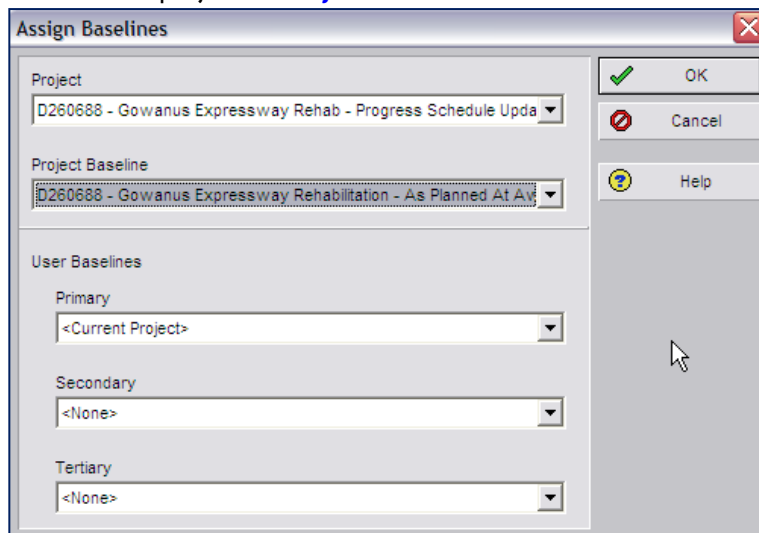 Assign Baselines
Project
D260688 - Gowanus Expressway Rehab - Progress Schedule Upda
Project Baseline
D260688 - Gowanus Expressway Rehabilitation - As Planned At Av
User Baselines
Primary
<Current Project>
Secondary
<None>
Tertiary
<None>
OK
Cancel
Help